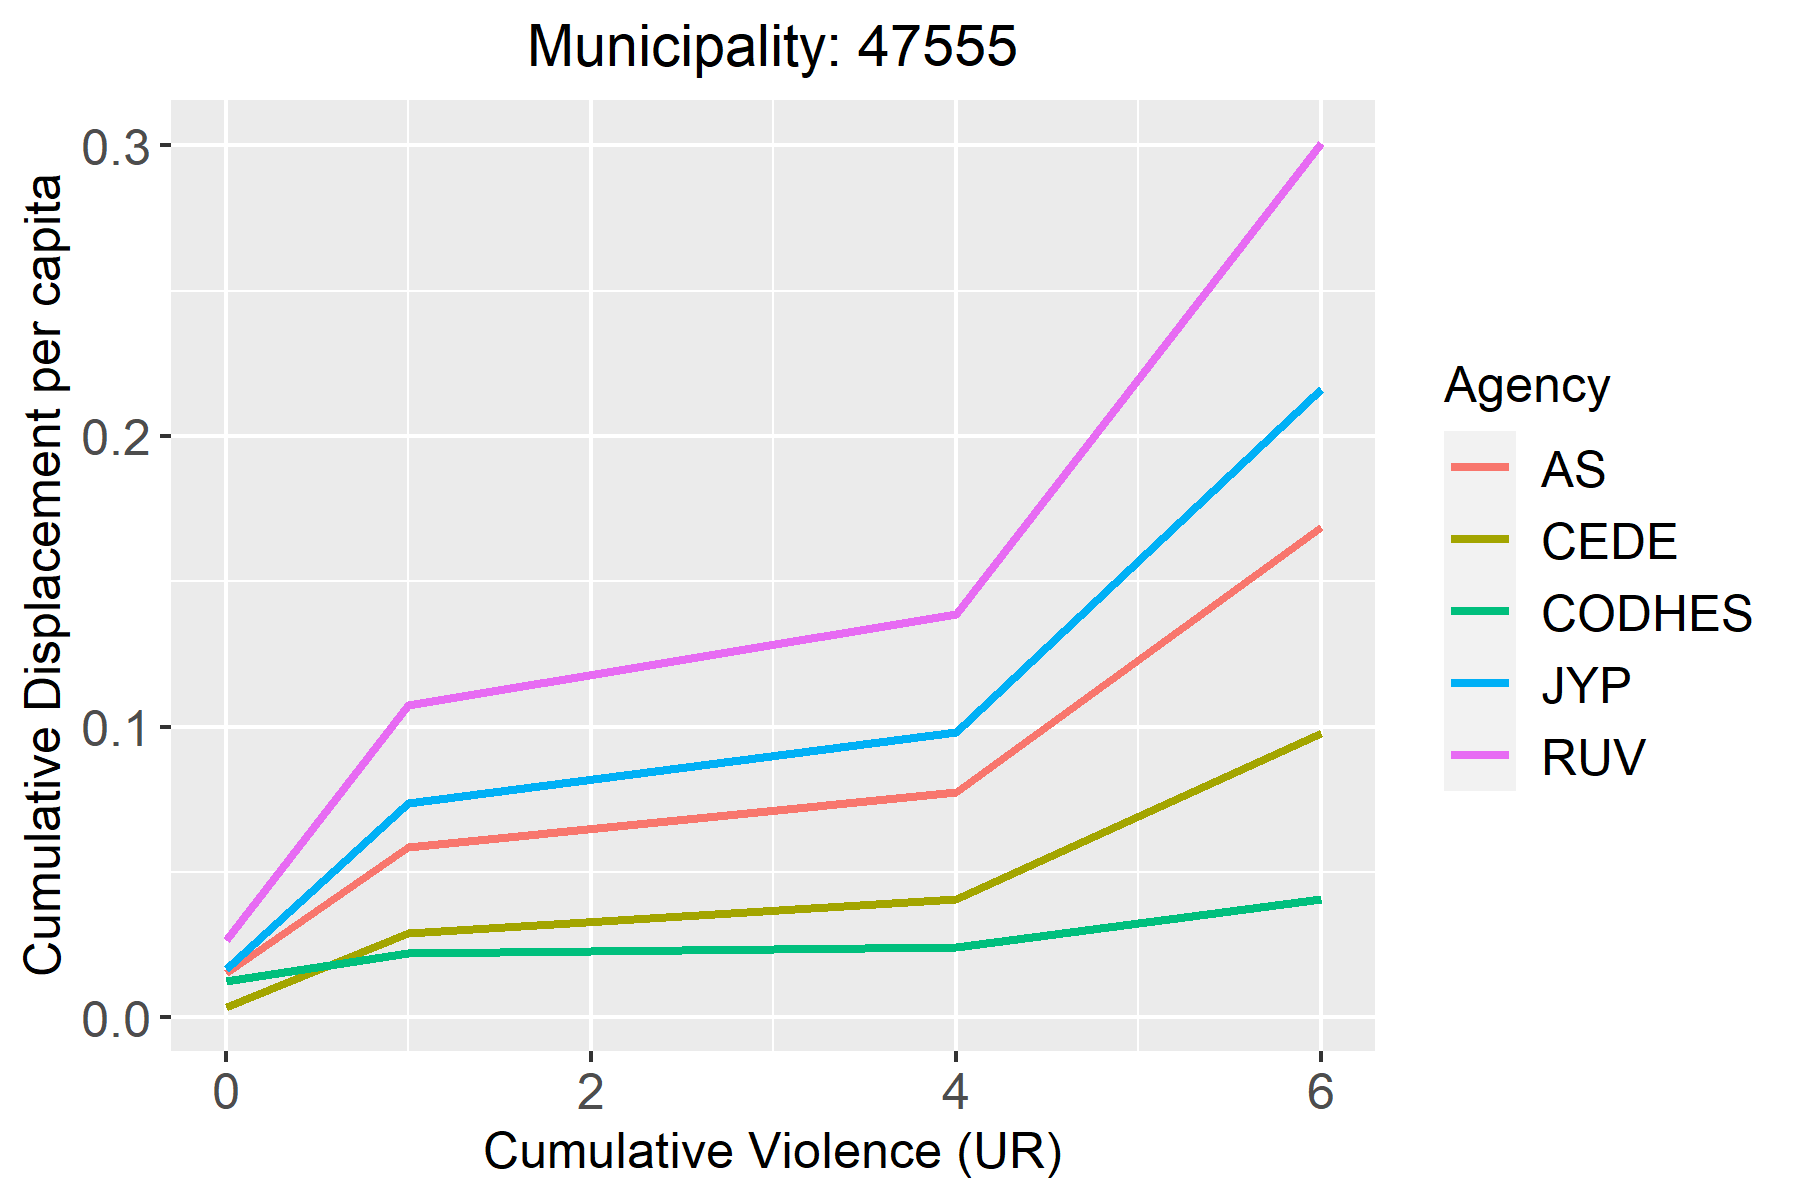 Municipality: 47555
Cumulative Displacement per capita
0.3
0.2
0.1
0.0
0 2 4 6
Cumulative Violence (UR)
Agency
AS
CEDE
CODHES
JYP
RUV